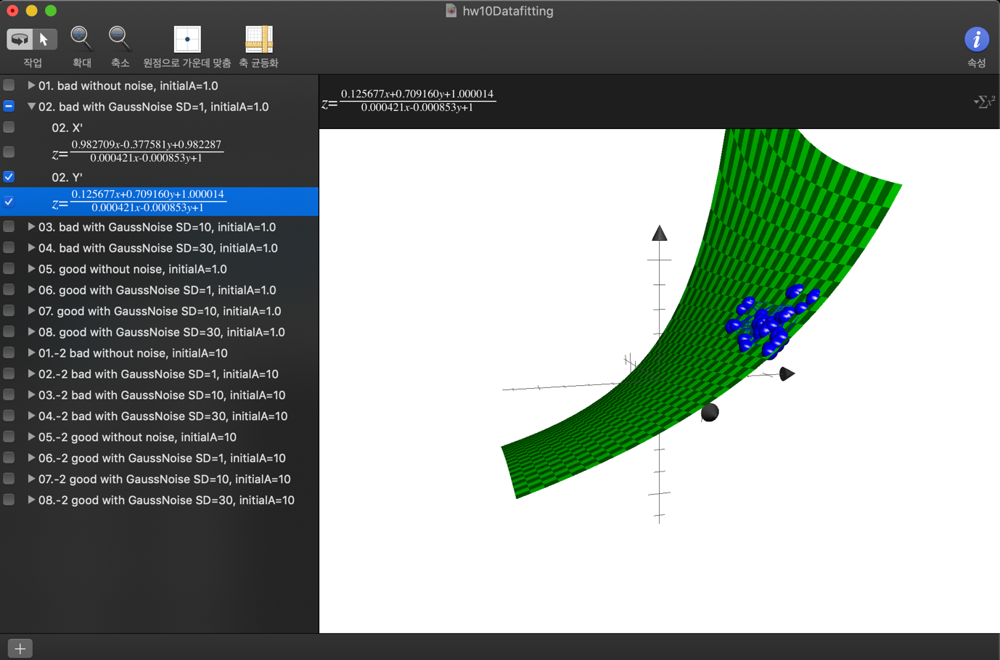 hw10Datafitting
작업
확대
축소
원점으로 가운데 맞춤
축 균등화
속성
01. bad without noise, initialA=1.0
02. bad with GaussNoise SD=1, initialA=1.0
02. X'
z= 0.982709x-0.377581y+0.982287
0.000421x-0.000853y+1
02. Y'
z= 0.125677x+0.709160y+1.000014
0.000421x-0.000853y+1
03. bad with GaussNoise SD=10, initialA=1.0
04. bad with GaussNoise SD=30, initialA=1.0
05. good without noise, initialA=1.0
06. good with GaussNoise SD=1, initialA=1.0
07. good with GaussNoise SD=10, initialA=1.0
08. good with GaussNoise SD=30, initialA=1.0
01.-2 bad without noise, initialA=10
02.-2 bad with GaussNoise SD=1, initialA=10
03.-2 bad with GaussNoise SD=10, initialA=10
04.-2 bad with GaussNoise SD=30, initialA=10
05.-2 good without noise, initialA=10
06.-2 good with GaussNoise SD=1, initialA=10
07.-2 good with GaussNoise SD=10, initialA=10
08.-2 good with GaussNoise SD=30, initialA=10
z= 0.125677x+0.709160y+1.000014
0.000421x-0.000853y+1
∑x²